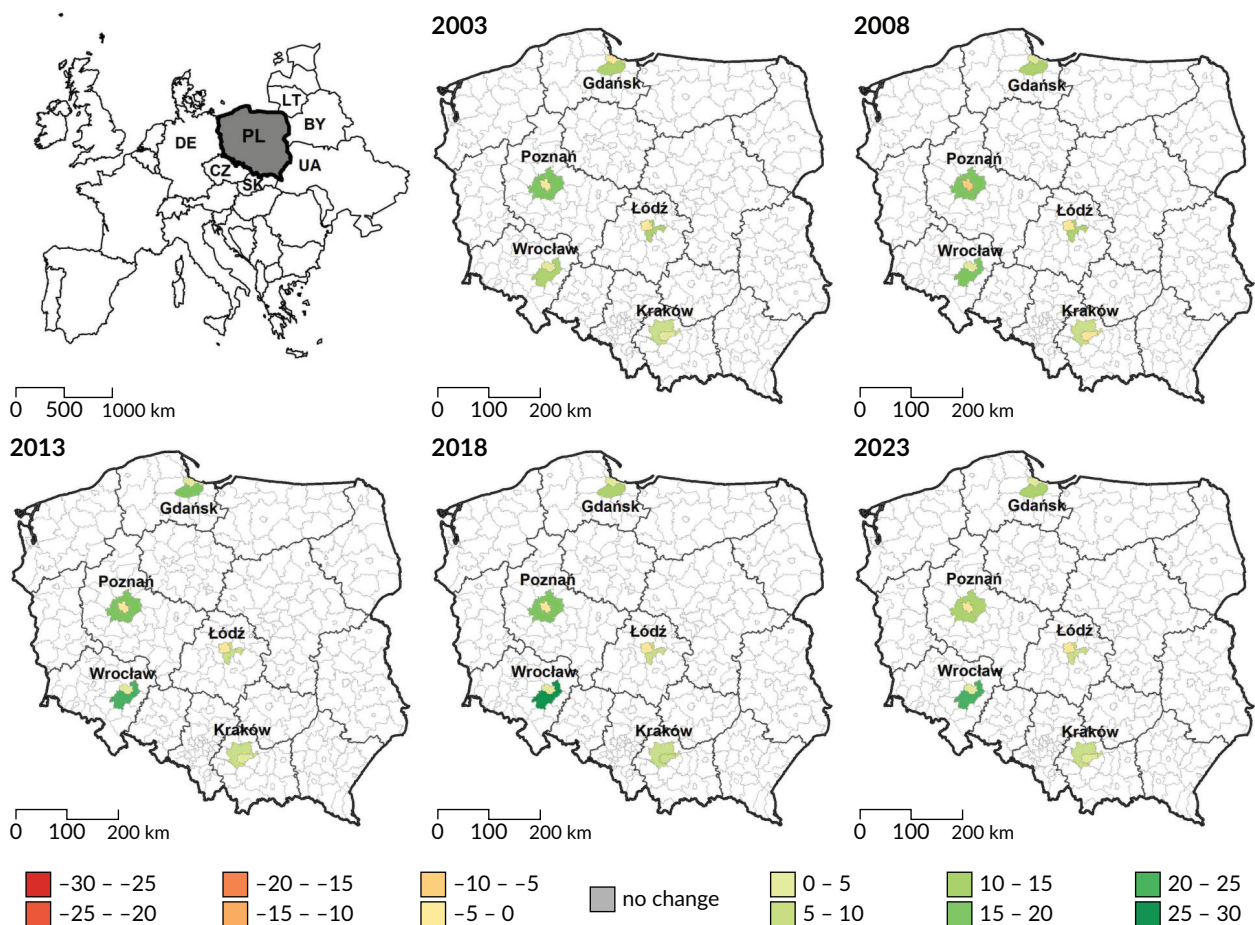 2003
2008
LT
BY
DE
PL
UA
CZ
SK
Gdańsk
Poznań
Łódź
Wrocław
Kraków
Gdańsk
Poznań
Łódź
Wrocław
Kraków
0 500 1000 km
0 100 200 km
0 100 200 km
2013
2018
2023
Gdańsk
Poznań
Łódź
Wrocław
Kraków
Gdańsk
Poznań
Łódź
Wrocław
Kraków
Gdańsk
Poznań
Łódź
Wrocław
Kraków
0 100 200 km
0 100 200 km
0 100 200 km
–30 – –25
–20 – –15
–10 – –5
no change
0 – 5
10 – 15
20 – 25
–25 – –20
–15 – –10
–5 – 0
5 – 10
15 – 20
25 – 30